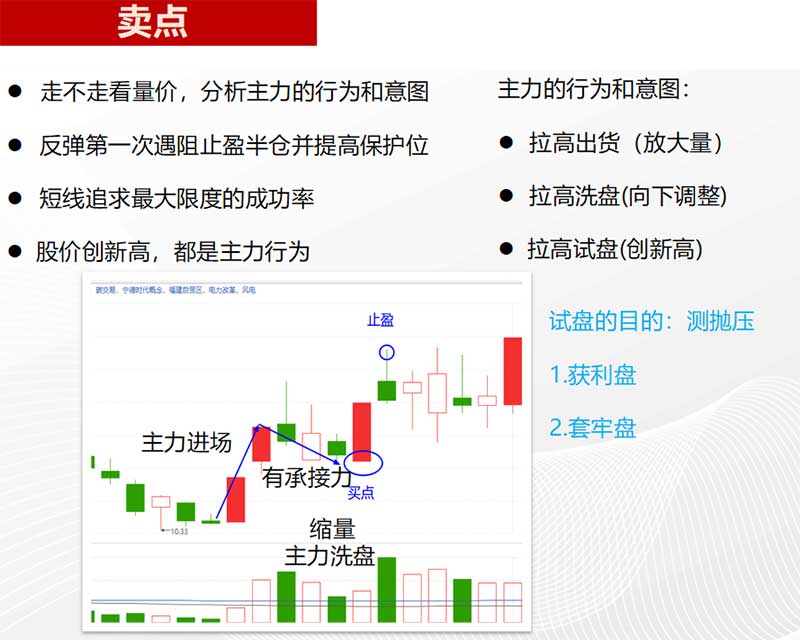 卖点
走不走看量价，分析主力的行为和意图
反弹第一次遇阻止盈半仓并提高保护位
短线追求最大限度的成功率
股价创新高，都是主力行为
主力的行为和意图：
拉高出货（放大量）
拉高洗盘(向下调整)
拉高试盘(创新高)
试盘的目的：测抛压
1.获利盘
2.套牢盘
碳交易、宁德时代概念、福建自贸区、电力改革、风电
止盈
主力进场
有承接力
买点
10.33
缩量
主力洗盘